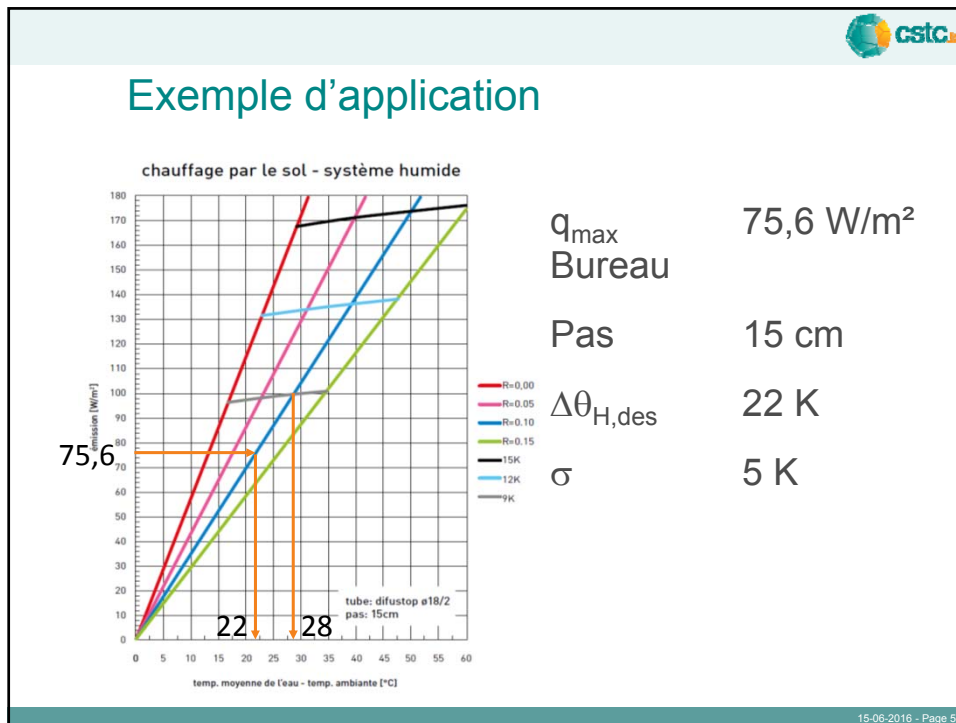 cstc.
Exemple d'application
chauffage par le sol - système humide
180
170
160
150
140
130
120
110
100
90
80
70
60
50
40
30
20
10
0
émission [W/m²]
75,6
22
28
tube: difustop ø18/2
pas: 15cm
0 5 10 15 20 25 30 35 40 45 50 55 60
temp. moyenne de l'eau - temp. ambiante [°C]
R=0,00
R=0.05
R=0.10
R=0.15
15K
12K
9K
qmax 75,6 W/m²
Bureau
Pas 15 cm
ΔθH,des 22 K
σ 5 K
15-06-2016 - Page 5